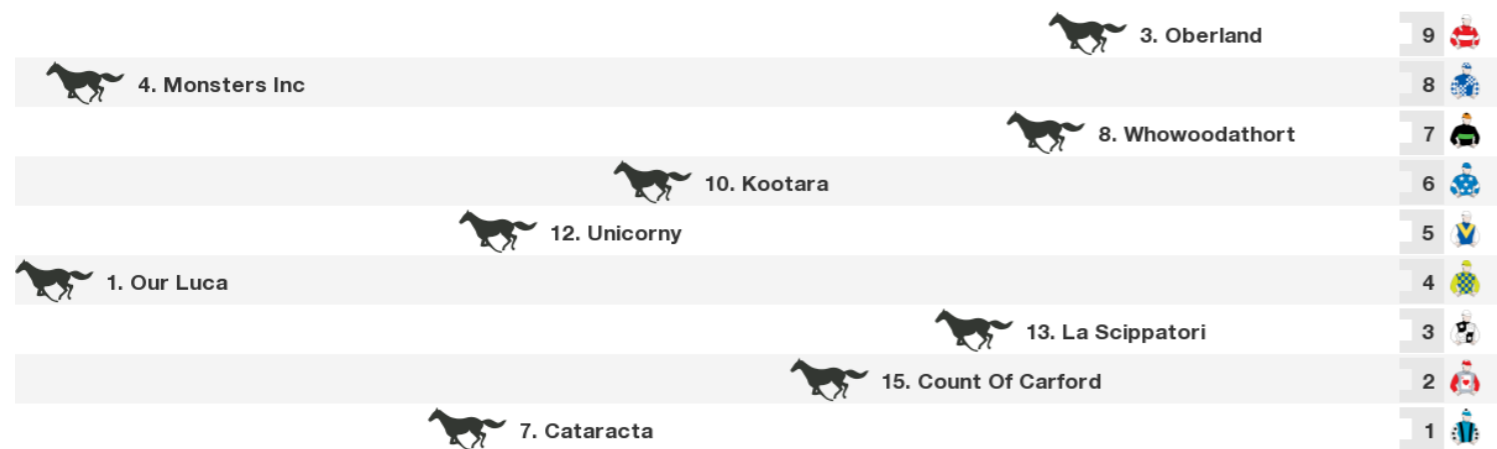 3. Oberland 9
4. Monsters Inc 8
8. Whowoodathort 7
10. Kootara 6
12. Unicorny 5
1. Our Luca 4
13. La Scippatori 3
15. Count Of Carford 2
7. Cataracta 1